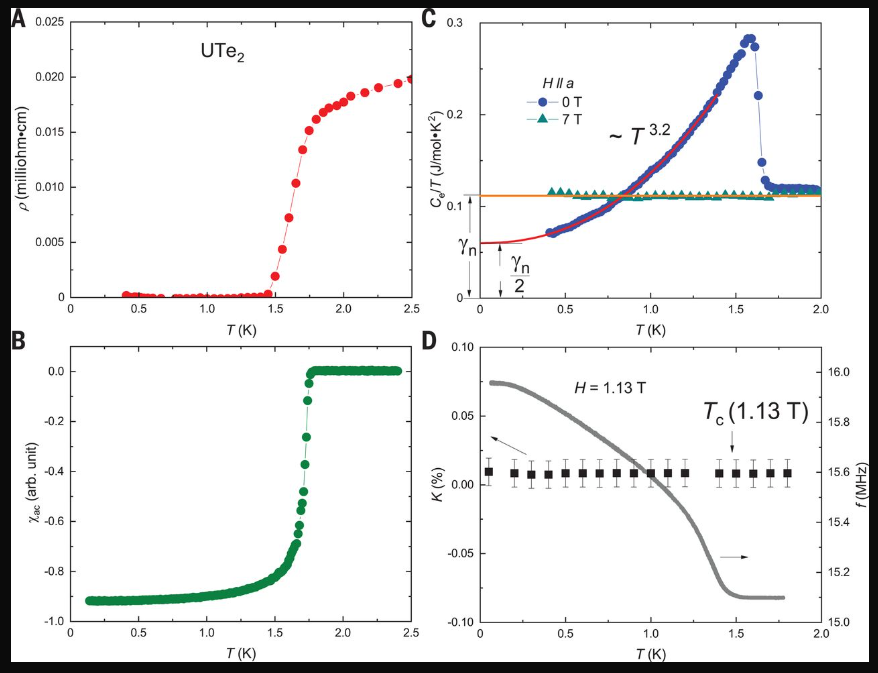 A
UTe2
0.025
0.020
0.015
0.010
0.005
0
ρ (milliohm•cm)
0
0.5
1.0
1.5
2.0
2.5
T (K)
B
0.0
-0.2
-0.4
-0.6
-0.8
-1.0
χac (arb. unit)
0
0.5
1.0
1.5
2.0
2.5
T (K)
C
0.3
0.2
0.1
0
Ce/T (J/mol•K2)
H // a
0 T
7 T
~ T 3.2
γn
γn
2
0
0.5
1.0
1.5
2.0
T (K)
D
0.10
0.05
0.00
-0.05
-0.10
K (%)
H = 1.13 T
Tc (1.13 T)
16.0
15.8
15.6
15.4
15.2
15.0
f (MHz)
0
0.5
1.0
1.5
2.0
T (K)